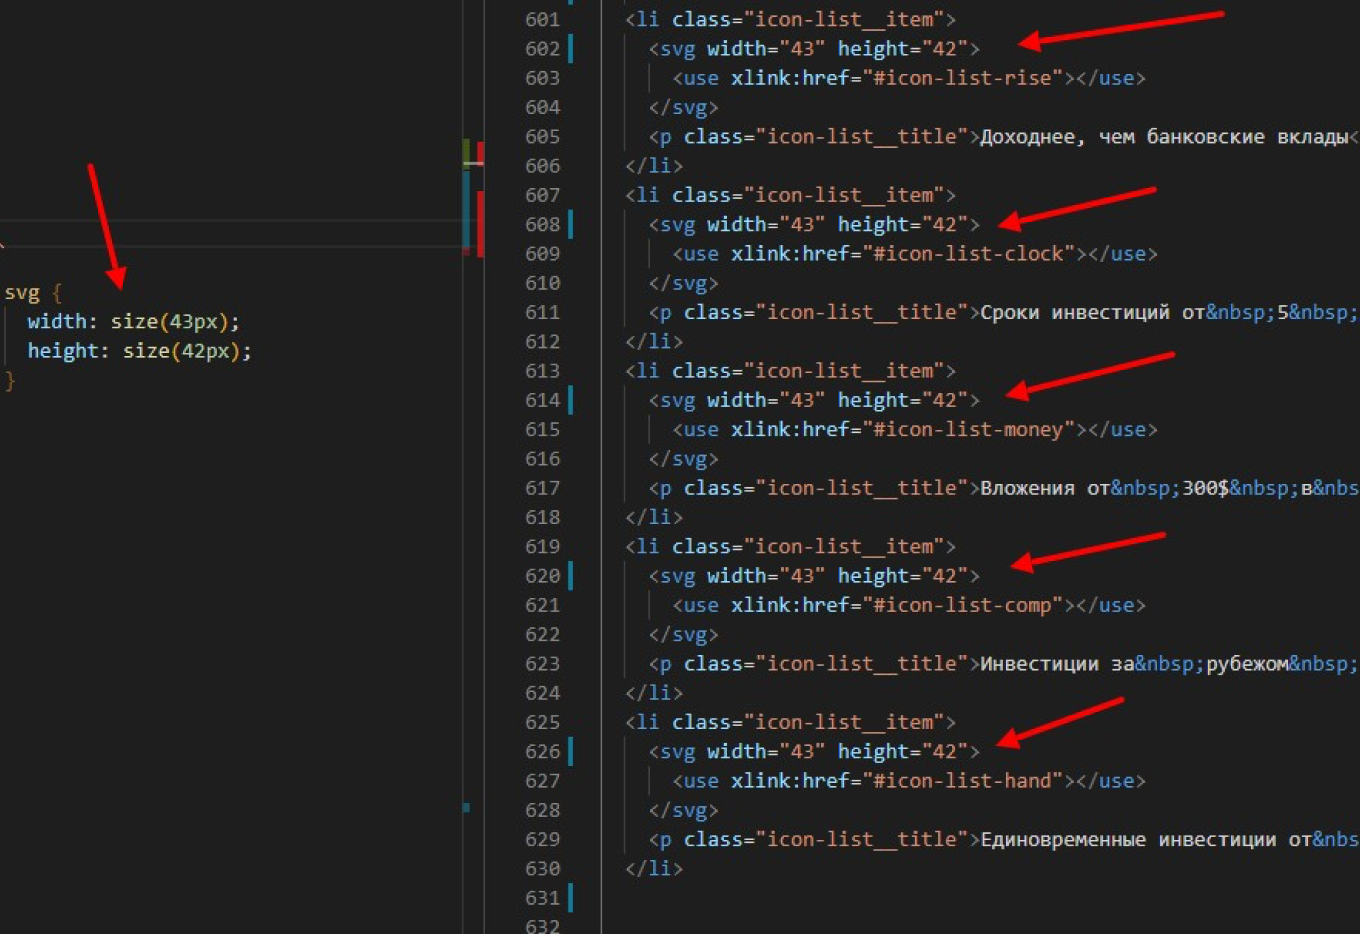 svg {
width: size(43px);
height: size(42px);
}
601 <li class="icon-list__item">
602 <svg width="43" height="42">
603 <use xlink:href="#icon-list-rise"></use>
604 </svg>
605 <p class="icon-list__title">Доходнее, чем банковские вклады<
606 </li>
607 <li class="icon-list__item">
608 <svg width="43" height="42">
609 <use xlink:href="#icon-list-clock"></use>
610 </svg>
611 <p class="icon-list__title">Сроки инвестиций от&nbsp;5&nbsp;
612 </li>
613 <li class="icon-list__item">
614 <svg width="43" height="42">
615 <use xlink:href="#icon-list-money"></use>
616 </svg>
617 <p class="icon-list__title">Вложения от&nbsp;300$&nbsp;в&nbs
618 </li>
619 <li class="icon-list__item">
620 <svg width="43" height="42">
621 <use xlink:href="#icon-list-comp"></use>
622 </svg>
623 <p class="icon-list__title">Инвестиции за&nbsp;рубежом&nbsp;
624 </li>
625 <li class="icon-list__item">
626 <svg width="43" height="42">
627 <use xlink:href="#icon-list-hand"></use>
628 </svg>
629 <p class="icon-list__title">Единовременные инвестиции от&nbs
630 </li>
631
632